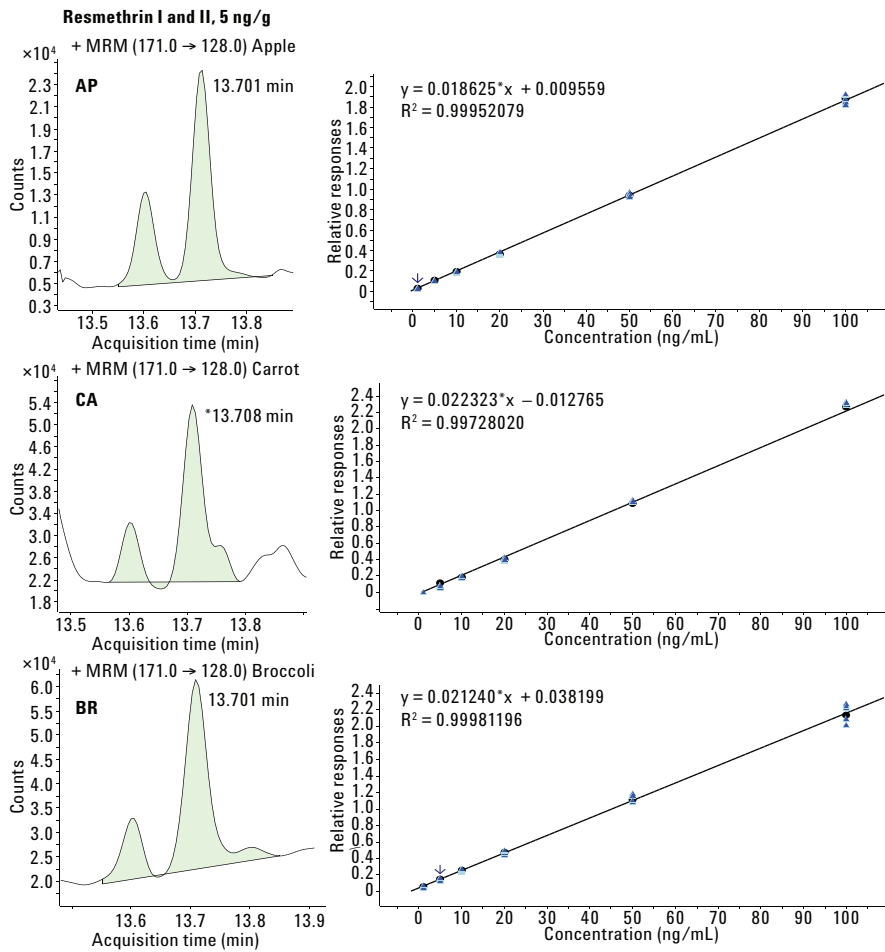 Resmethrin I and II, 5 ng/g
×10⁴
+ MRM (171.0 → 128.0) Apple
AP
13.701 min
2.3
2.1
1.9
1.7
1.5
1.3
1.1
0.9
0.7
0.5
0.3
Counts
13.5 13.6 13.7 13.8
Acquisition time (min)
y = 0.018625*x + 0.009559
R² = 0.99952079
2.0
1.8
1.6
1.4
1.2
1.0
0.8
0.6
0.4
0.2
0
Relative responses
0 10 20 30 40 50 60 70 80 90 100
Concentration (ng/mL)
+ MRM (171.0 → 128.0) Carrot
×10⁴
CA
*13.708 min
5.4
5.0
4.6
4.2
3.8
3.4
3.0
2.6
2.2
1.8
Counts
13.5 13.6 13.7 13.8
Acquisition time (min)
y = 0.022323*x – 0.012765
R² = 0.99728020
2.4
2.2
2.0
1.8
1.6
1.4
1.2
1.0
0.8
0.6
0.4
0.2
0
Relative responses
0 10 20 30 40 50 60 70 80 90 100
Concentration (ng/mL)
×10⁴
+ MRM (171.0 → 128.0) Broccoli
BR
13.701 min
6.0
5.5
5.0
4.5
4.0
3.5
3.0
2.5
2.0
Counts
13.6 13.7 13.8 13.9
Acquisition time (min)
y = 0.021240*x + 0.038199
R² = 0.99981196
2.4
2.2
2.0
1.8
1.6
1.4
1.2
1.0
0.8
0.6
0.4
0.2
0
Relative responses
0 10 20 30 40 50 60 70 80 90 100
Concentration (ng/mL)